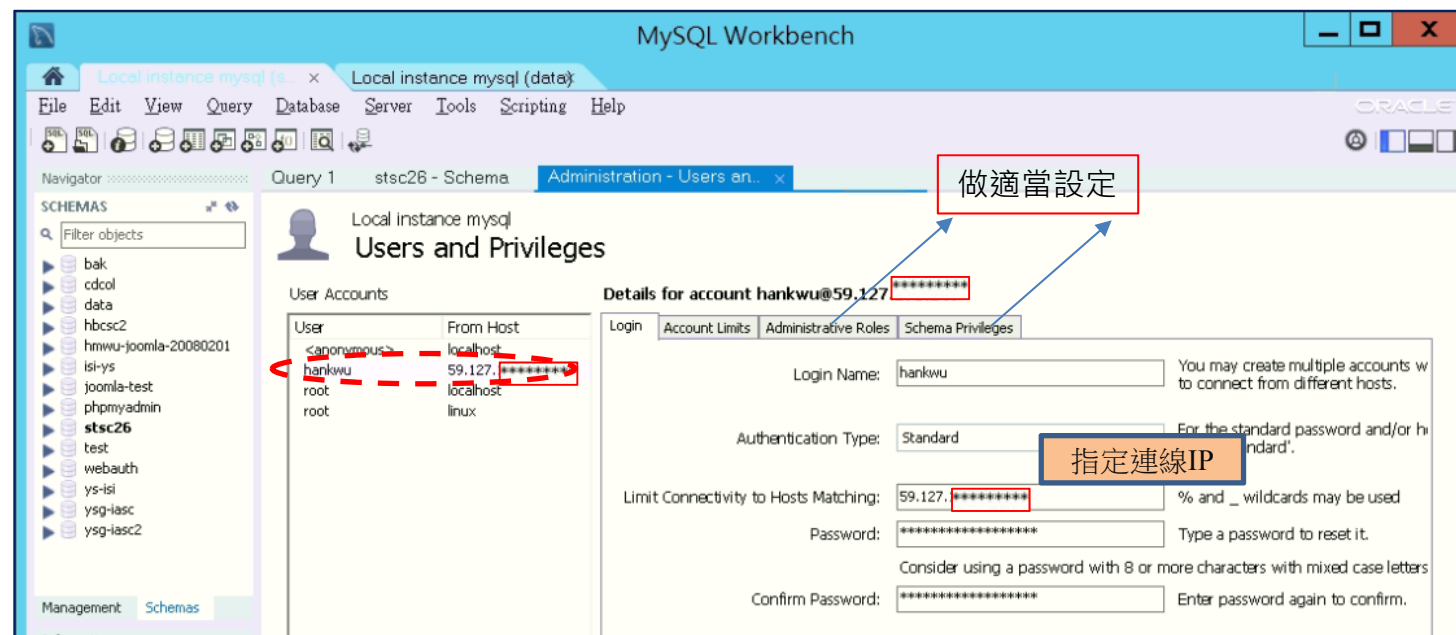 MySQL Workbench
Local instance mysql (s... × Local instance mysql (data) ×
File Edit View Query Database Server Tools Scripting Help
ORACLE
Navigator Query 1 stsc26 - Schema Administration - Users an... ×
做適當設定
SCHEMAS
Filter objects
bak
cdcol
data
hbcsc2
hmwu-joomla-20080201
isi-ys
joomla-test
phpmyadmin
stsc26
test
webauth
ys-isi
ysg-iasc
ysg-iasc2
Management Schemas
Local instance mysql
Users and Privileges
User Accounts
User From Host
<anonymous> localhost
hankwu 59.127.*********
root localhost
root linux
Details for account hankwu@59.127.*********
Login Account Limits Administrative Roles Schema Privileges
Login Name: hankwu You may create multiple accounts w
to connect from different hosts.
Authentication Type: Standard For the standard password and/or h
ndard'.
指定連線IP
Limit Connectivity to Hosts Matching: 59.127.********* % and _ wildcards may be used
Password: ****************** Type a password to reset it.
Consider using a password with 8 or more characters with mixed case letters
Confirm Password: ****************** Enter password again to confirm.